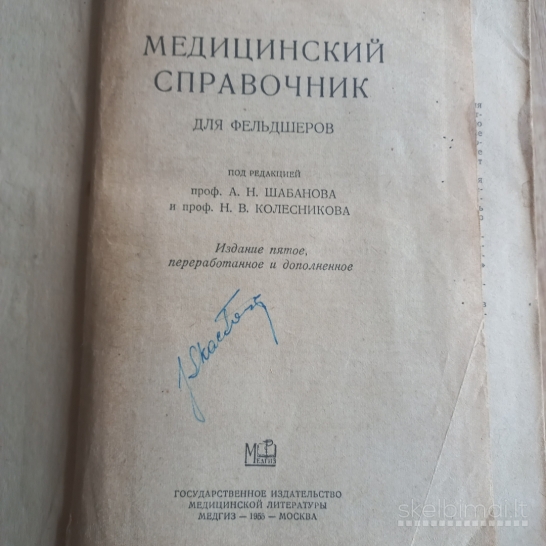 МЕДИЦИНСКИЙ
СПРАВОЧНИК
ДЛЯ ФЕЛЬДШЕРОВ
ПОД РЕДАКЦИЕЙ
проф. А. Н. ШАБАНОВА
и проф. Н. В. КОЛЕСНИКОВА
Издание пятое,
переработанное и дополненное
МЕДГИЗ
ГОСУДАРСТВЕННОЕ ИЗДАТЕЛЬСТВО
МЕДИЦИНСКОЙ ЛИТЕРАТУРЫ
МЕДГИЗ — МОСКВА
skelbimai.lt